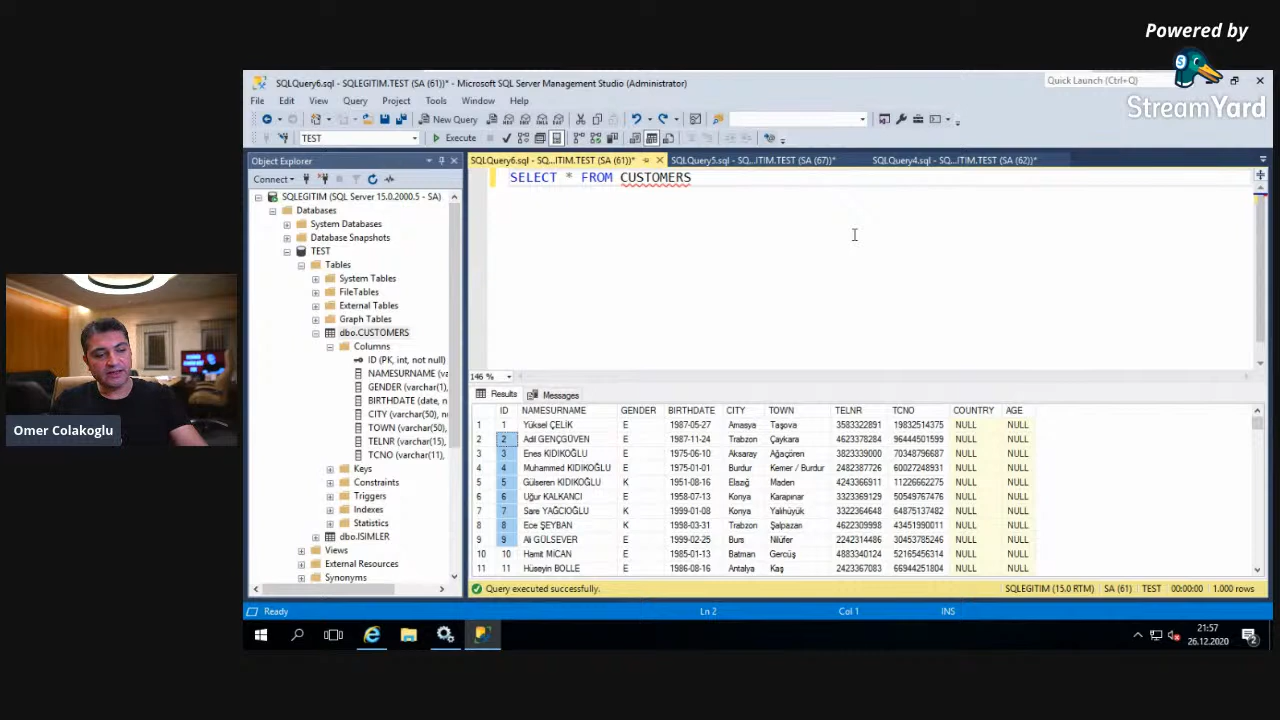 Powered by
StreamYard
SQLQuery6.sql - SQLEGITIM.TEST (SA (61))* - Microsoft SQL Server Management Studio (Administrator)
Quick Launch (Ctrl+Q)
File Edit View Query Project Tools Window Help
New Query
TEST
Execute
Object Explorer
SQLQuery6.sql - SQ...ITIM.TEST (SA (61))*
SQLQuery5.sql - SQ...ITIM.TEST (SA (67))*
SQLQuery4.sql - SQ...ITIM.TEST (SA (62))*
Connect
SQLEGITIM (SQL Server 15.0.2000.5 - SA)
Databases
System Databases
Database Snapshots
TEST
Tables
System Tables
FileTables
External Tables
Graph Tables
dbo.CUSTOMERS
Columns
ID (PK, int, not null)
NAMESURNAME (va
GENDER (varchar(1),
BIRTHDATE (date, n
CITY (varchar(50), nu
TOWN (varchar(50),
TELNR (varchar(15),
TCNO (varchar(11),
Keys
Constraints
Triggers
Indexes
Statistics
dbo.ISIMLER
Views
External Resources
Synonyms
SELECT * FROM CUSTOMERS
146 %
Results Messages
ID NAMESURNAME GENDER BIRTHDATE CITY TOWN TELNR TCNO COUNTRY AGE
1 1 Yüksel ÇELİK E 1987-05-27 Amasya Taşova 3583322891 19832514375 NULL NULL
2 2 Adil GENÇGÜVEN E 1987-11-24 Trabzon Çaykara 4623378284 96444501599 NULL NULL
3 3 Enes KIDIKOĞLU E 1975-06-10 Aksaray Ağaçören 3823339000 70348796687 NULL NULL
4 4 Muhammed KIDIKOĞLU E 1975-01-01 Burdur Kemer / Burdur 2482387726 60027248931 NULL NULL
5 5 Gülseren KIDIKOĞLU K 1951-08-16 Elazığ Maden 4243366911 11226662275 NULL NULL
6 6 Uğur KALKANCI E 1958-07-13 Konya Karapınar 3323369129 50549767476 NULL NULL
7 7 Sare YAĞCIOĞLU K 1999-01-08 Konya Yalıhüyük 3322364648 64875137482 NULL NULL
8 8 Ece ŞEYBAN K 1998-03-31 Trabzon Şalpazarı 4622309998 43451990011 NULL NULL
9 9 Ali GÜLSEVER E 1999-02-25 Burs Nilüfer 2242314486 30453785246 NULL NULL
10 10 Hamit MİCAN E 1985-01-13 Batman Gercüş 4883340124 52165456314 NULL NULL
11 11 Hüseyin BÖLLE E 1986-08-16 Antalya Kaş 2423367083 66944251804 NULL NULL
Query executed successfully.
SQLEGITIM (15.0 RTM) SA (61) TEST 00:00:00 1.000 rows
Ready Ln 2 Col 1 INS
21:57
26.12.2020
2
Omer Colakoglu